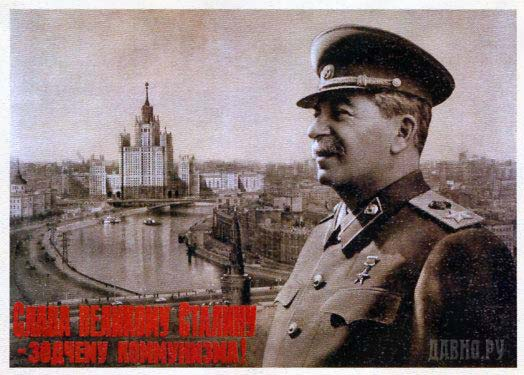 Слава великому Сталину
- зодчему коммунизма!
ДАВНО.РУ